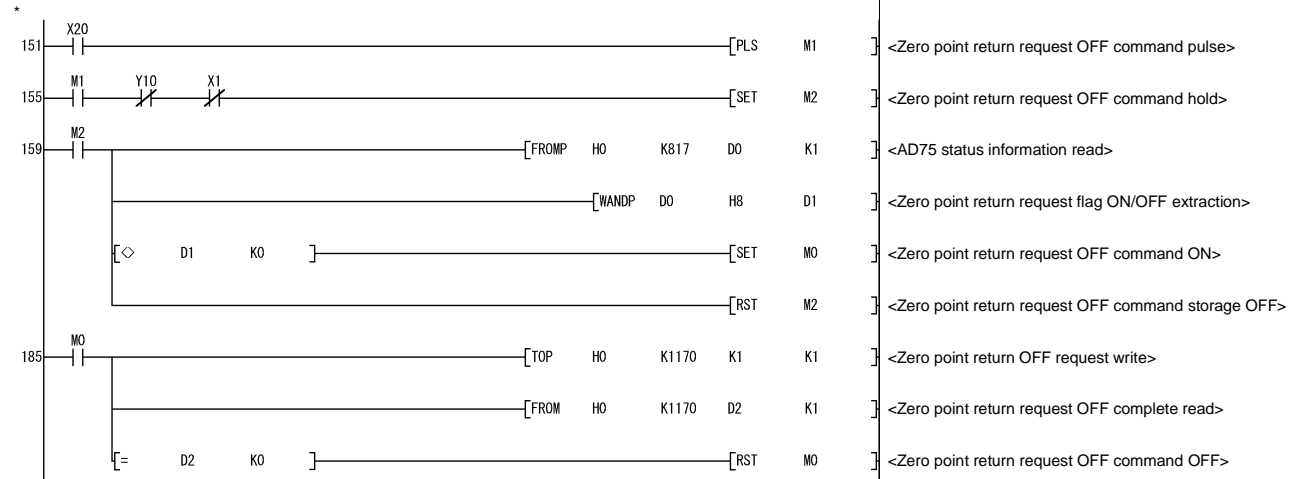 *
X20
151 [PLS M1 ] <Zero point return request OFF command pulse>
M1 Y10 X1
155 [SET M2 ] <Zero point return request OFF command hold>
M2
159 [FROMP H0 K817 D0 K1 ] <AD75 status information read>
[WANDP D0 H8 D1 ] <Zero point return request flag ON/OFF extraction>
[<> D1 K0 ] [SET M0 ] <Zero point return request OFF command ON>
[RST M2 ] <Zero point return request OFF command storage OFF>
M0
185 [TOP H0 K1170 K1 K1 ] <Zero point return OFF request write>
[FROM H0 K1170 D2 K1 ] <Zero point return request OFF complete read>
[= D2 K0 ] [RST M0 ] <Zero point return request OFF command OFF>